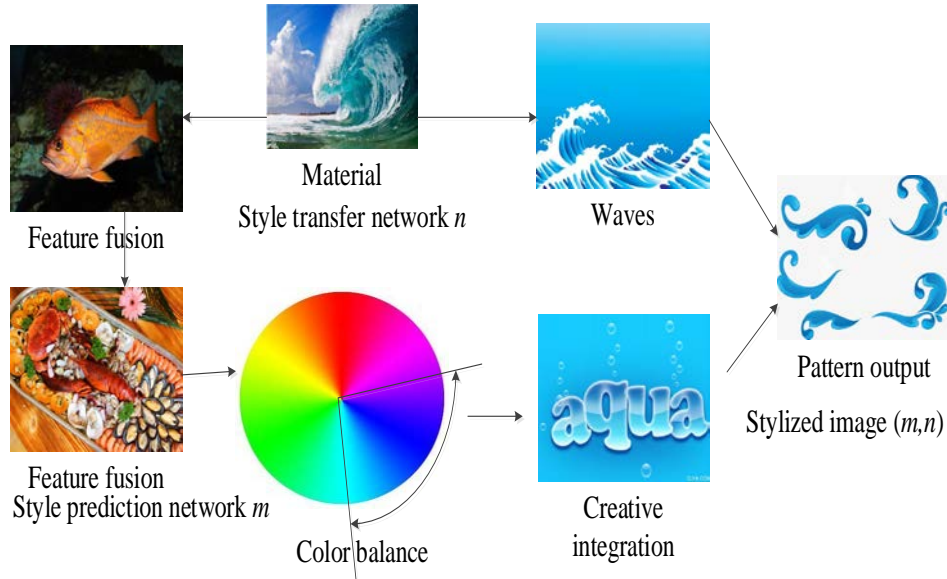 Material
Style transfer network n
Feature fusion
Waves
Pattern output
Stylized image (m,n)
aqua
Feature fusion
Style prediction network m
Color balance
Creative
integration